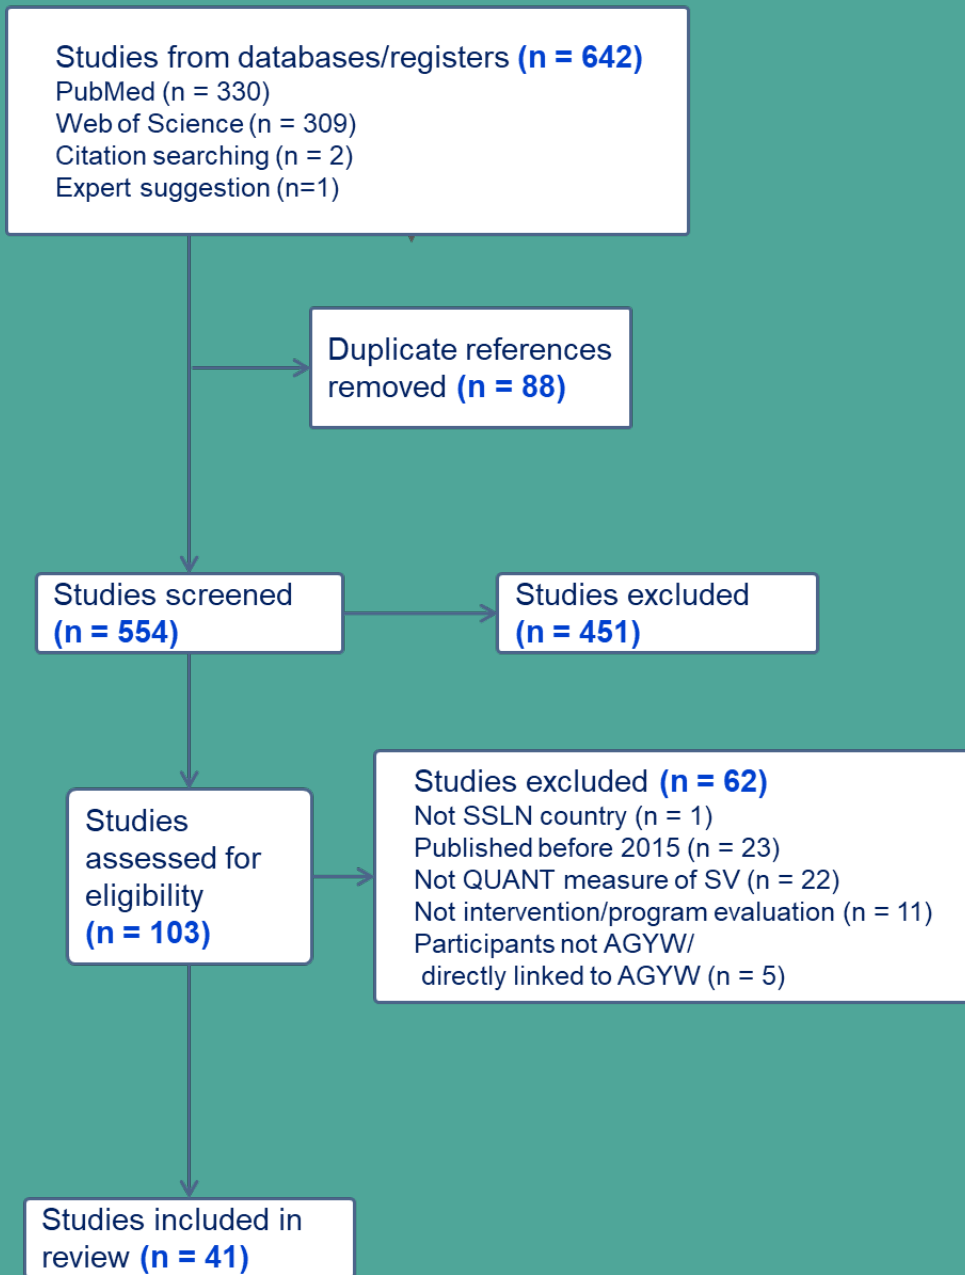 Studies from databases/registers (n = 642)
PubMed (n = 330)
Web of Science (n = 309)
Citation searching (n = 2)
Expert suggestion (n=1)
Duplicate references
removed (n = 88)
Studies screened
(n = 554)
Studies excluded
(n = 451)
Studies
assessed for
eligibility
(n = 103)
Studies excluded (n = 62)
Not SSLN country (n = 1)
Published before 2015 (n = 23)
Not QUANT measure of SV (n = 22)
Not intervention/program evaluation (n = 11)
Participants not AGYW/
directly linked to AGYW (n = 5)
Studies included in
review (n = 41)